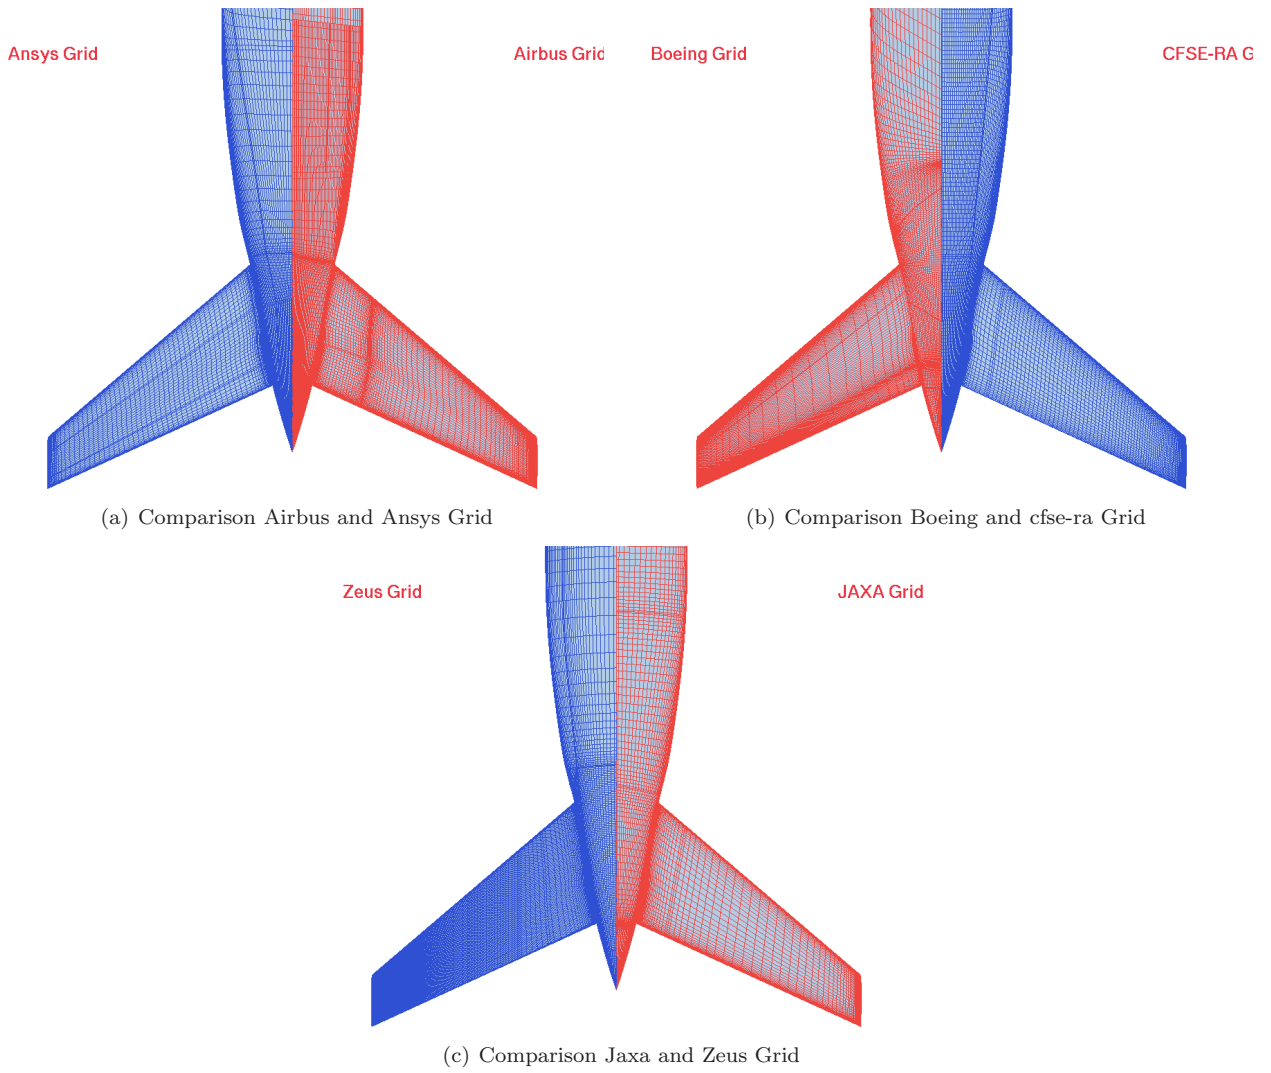 Ansys Grid
Airbus Grid
Boeing Grid
CFSE-RA G
(a) Comparison Airbus and Ansys Grid
(b) Comparison Boeing and cfse-ra Grid
Zeus Grid
JAXA Grid
(c) Comparison Jaxa and Zeus Grid